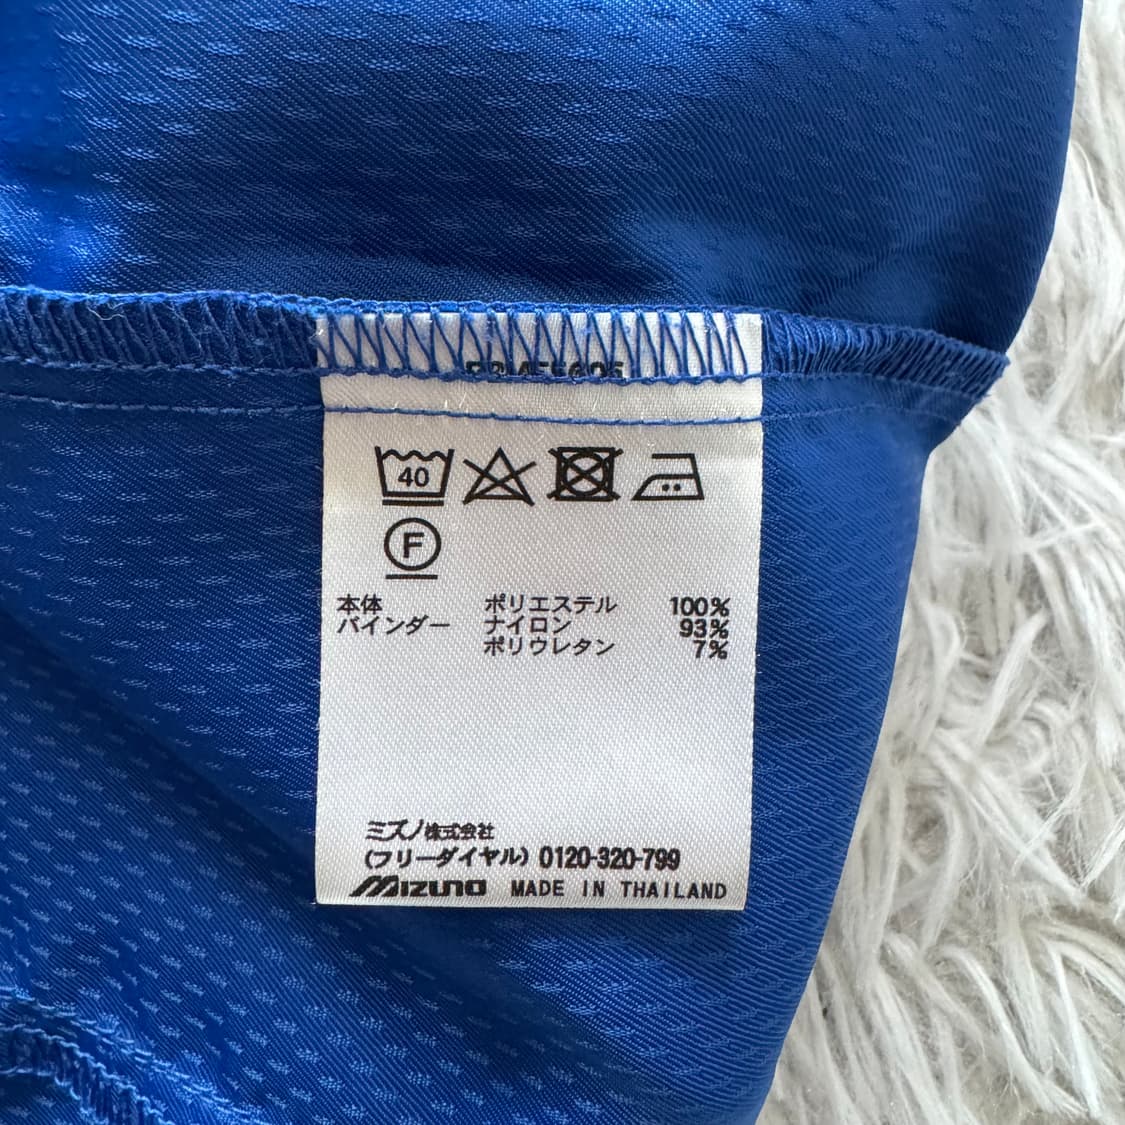 40
F
本体 ポリエステル 100%
バインダー ナイロン 93%
ポリウレタン 7%
ミズノ株式会社
(フリーダイヤル) 0120-320-799
MIZUNO MADE IN THAILAND